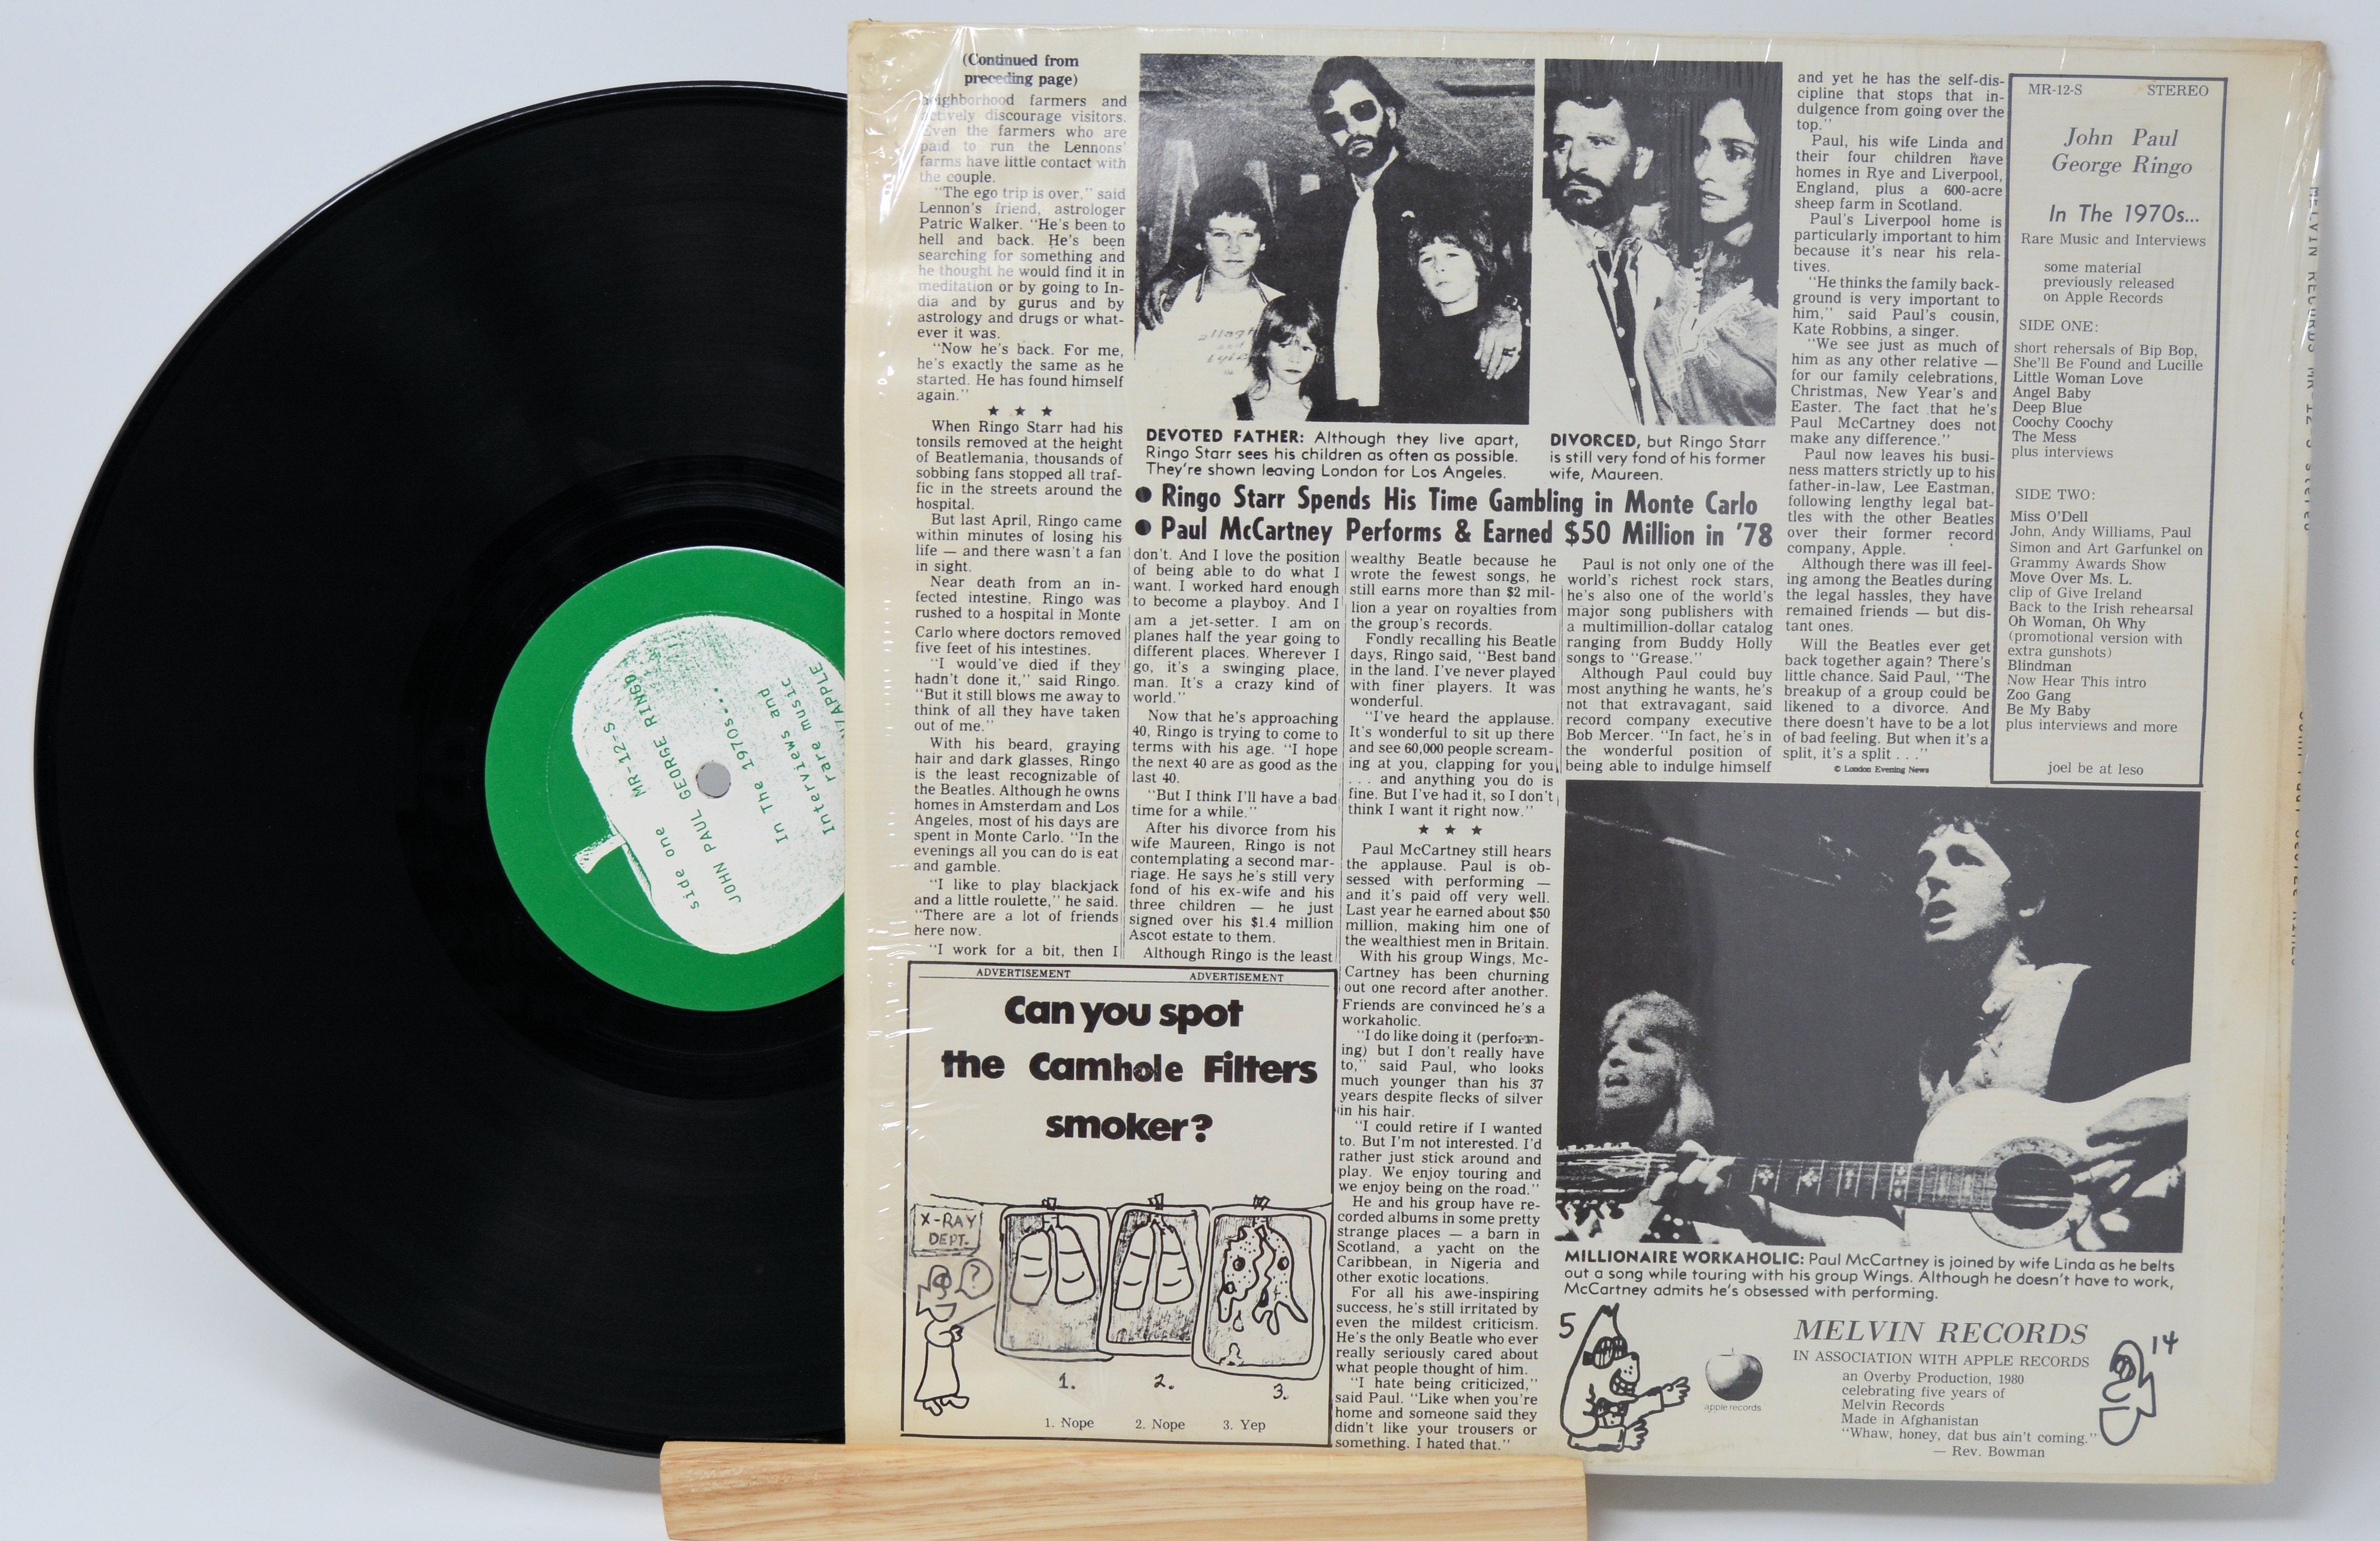 (Continued from
preceding page)
neighborhood farmers and
actively discourage visitors.
Even the farmers who are
paid to run the Lennons'
farms have little contact with
the couple.
"The ego trip is over," said
Lennon's friend, astrologer
Patric Walker. "He's been to
hell and back. He's been
searching for something and
he thought he would find it in
meditation or by going to In-
dia and by gurus and by
astrology and drugs or what-
ever it was.
"Now he's back. For me,
he's exactly the same as he
started. He has found himself
again."
★ ★ ★
When Ringo Starr had his
tonsils removed at the height
of Beatlemania, thousands of
sobbing fans stopped all traf-
fic in the streets around the
hospital.
But last April, Ringo came
within minutes of losing his
life — and there wasn't a fan
in sight.
Near death from an in-
fected intestine, Ringo was
rushed to a hospital in Monte
Carlo where doctors removed
five feet of his intestines.
"I would've died if they
hadn't done it," said Ringo.
"But it still blows me away to
think of all they have taken
out of me."
With his beard, graying
hair and dark glasses, Ringo
is the least recognizable of
the Beatles. Although he owns
homes in Amsterdam and Los
Angeles, most of his days are
spent in Monte Carlo. "In the
evenings all you can do is eat
and gamble.
"I like to play blackjack
and a little roulette," he said.
"There are a lot of friends
here now.
"I work for a bit, then I
DEVOTED FATHER: Although they live apart,
Ringo Starr sees his children as often as possible.
They're shown leaving London for Los Angeles.
DIVORCED, but Ringo Starr
is still very fond of his former
wife, Maureen.
● Ringo Starr Spends His Time Gambling in Monte Carlo
● Paul McCartney Performs & Earned $50 Million in '78
don't. And I love the position
of being able to do what I
want. I worked hard enough
to become a playboy. And I
am a jet-setter. I am on
planes half the year going to
different places. Wherever I
go, it's a swinging place,
man. It's a crazy kind of
world."
Now that he's approaching
40, Ringo is trying to come to
terms with his age. "I hope
the next 40 are as good as the
last 40.
"But I think I'll have a bad
time for a while."
After his divorce from his
wife Maureen, Ringo is not
contemplating a second mar-
riage. He says he's still very
fond of his ex-wife and his
three children — he just
signed over his $1.4 million
Ascot estate to them.
Although Ringo is the least
wealthy Beatle because he
wrote the fewest songs, he
still earns more than $2 mil-
lion a year on royalties from
the group's records.
Fondly recalling his Beatle
days, Ringo said, "Best band
in the land. I've never played
with finer players. It was
wonderful.
"I've heard the applause.
It's wonderful to sit up there
and see 60,000 people scream-
ing at you, clapping for you
. . . and anything you do is
fine. But I've had it, so I don't
think I want it right now."
★ ★ ★
Paul McCartney still hears
the applause. Paul is ob-
sessed with performing —
and it's paid off very well.
Last year he earned about $50
million, making him one of
the wealthiest men in Britain.
With his group Wings, Mc-
Cartney has been churning
out one record after another.
Friends are convinced he's a
workaholic.
"I do like doing it (perform-
ing) but I don't really have
to," said Paul, who looks
much younger than his 37
years despite flecks of silver
in his hair.
"I could retire if I wanted
to. But I'm not interested. I'd
rather just stick around and
play. We enjoy touring and
we enjoy being on the road."
He and his group have re-
corded albums in some pretty
strange places — a barn in
Scotland, a yacht on the
Caribbean, in Nigeria and
other exotic locations.
For all his awe-inspiring
success, he's still irritated by
even the mildest criticism.
He's the only Beatle who ever
really seriously cared about
what people thought of him.
"I hate being criticized,"
said Paul. "Like when you're
home and someone said they
didn't like your trousers or
something. I hated that."
Paul is not only one of the
world's richest rock stars,
he's also one of the world's
major song publishers with
a multimillion-dollar catalog
ranging from Buddy Holly
songs to "Grease."
Although Paul could buy
most anything he wants, he's
not that extravagant, said
record company executive
Bob Mercer. "In fact, he's in
the wonderful position of
being able to indulge himself
and yet he has the self-dis-
cipline that stops that in-
dulgence from going over the
top."
Paul, his wife Linda and
their four children have
homes in Rye and Liverpool,
England, plus a 600-acre
sheep farm in Scotland.
Paul's Liverpool home is
particularly important to him
because it's near his rela-
tives.
"He thinks the family back-
ground is very important to
him," said Paul's cousin,
Kate Robbins, a singer.
"We see just as much of
him as any other relative —
for our family celebrations,
Christmas, New Year's and
Easter. The fact that he's
Paul McCartney does not
make any difference."
Paul now leaves his busi-
ness matters strictly up to his
father-in-law, Lee Eastman,
following lengthy legal bat-
tles with the other Beatles
over their former record
company, Apple.
Although there was ill feel-
ing among the Beatles during
the legal hassles, they have
remained friends — but dis-
tant ones.
Will the Beatles ever get
back together again? There's
little chance. Said Paul, "The
breakup of a group could be
likened to a divorce. And
there doesn't have to be a lot
of bad feeling. But when it's a
split, it's a split . . ."
© London Evening News
MR-12-S STEREO
John Paul
George Ringo
In The 1970s...
Rare Music and Interviews
some material
previously released
on Apple Records
SIDE ONE:
short rehersals of Bip Bop,
She'll Be Found and Lucille
Little Woman Love
Angel Baby
Deep Blue
Coochy Coochy
The Mess
plus interviews
SIDE TWO:
Miss O'Dell
John, Andy Williams, Paul
Simon and Art Garfunkel on
Grammy Awards Show
Move Over Ms. L.
clip of Give Ireland
Back to the Irish rehearsal
Oh Woman, Oh Why
(promotional version with
extra gunshots)
Blindman
Now Hear This intro
Zoo Gang
Be My Baby
plus interviews and more
joel be at leso
ADVERTISEMENT ADVERTISEMENT
Can you spot
the Camhole Filters
smoker?
X-RAY
DEPT.
?
1. 2. 3.
1. Nope 2. Nope 3. Yep
MILLIONAIRE WORKAHOLIC: Paul McCartney is joined by wife Linda as he belts
out a song while touring with his group Wings. Although he doesn't have to work,
McCartney admits he's obsessed with performing.
5
apple records
MELVIN RECORDS
IN ASSOCIATION WITH APPLE RECORDS
an Overby Production, 1980
celebrating five years of
Melvin Records
Made in Afghanistan
"Whaw, honey, dat bus ain't coming."
— Rev. Bowman
14
side one MR-12-S
JOHN PAUL GEORGE RINGO
In The 1970s...
Interviews and
rare music
/APPLE
MELVIN RECORDS MR-12-S stereo